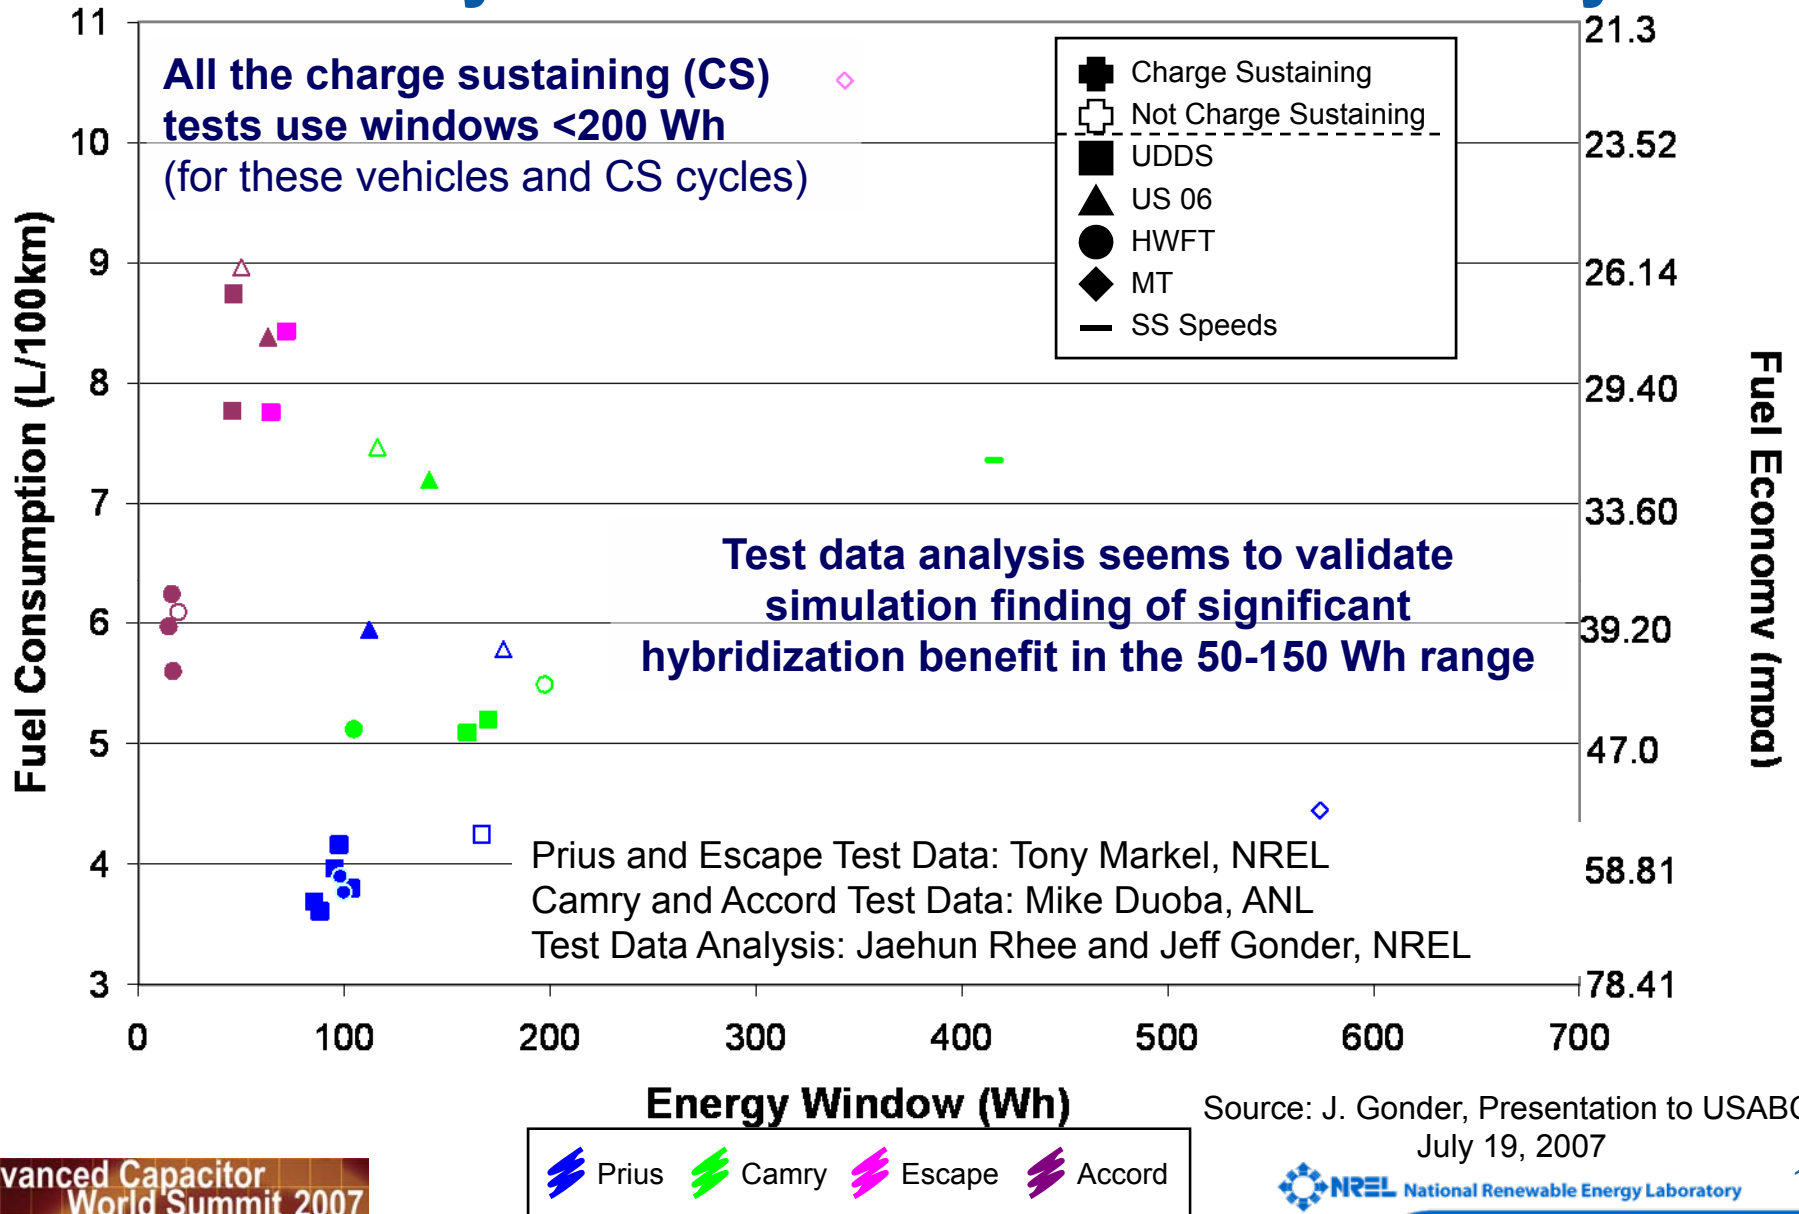 All the charge sustaining (CS)
tests use windows <200 Wh
(for these vehicles and CS cycles)
Charge Sustaining
Not Charge Sustaining
UDDS
US 06
HWFT
MT
SS Speeds
Fuel Consumption (L/100km)
11
10
9
8
7
6
5
4
3
21.3
23.52
26.14
29.40
33.60
39.20
47.0
58.81
78.41
Fuel Economy (mpg)
Test data analysis seems to validate
simulation finding of significant
hybridization benefit in the 50-150 Wh range
Prius and Escape Test Data: Tony Markel, NREL
Camry and Accord Test Data: Mike Duoba, ANL
Test Data Analysis: Jaehun Rhee and Jeff Gonder, NREL
0 100 200 300 400 500 600 700
Energy Window (Wh)
Source: J. Gonder, Presentation to USABC
July 19, 2007
Prius Camry Escape Accord
vanced Capacitor
World Summit 2007
NREL National Renewable Energy Laboratory